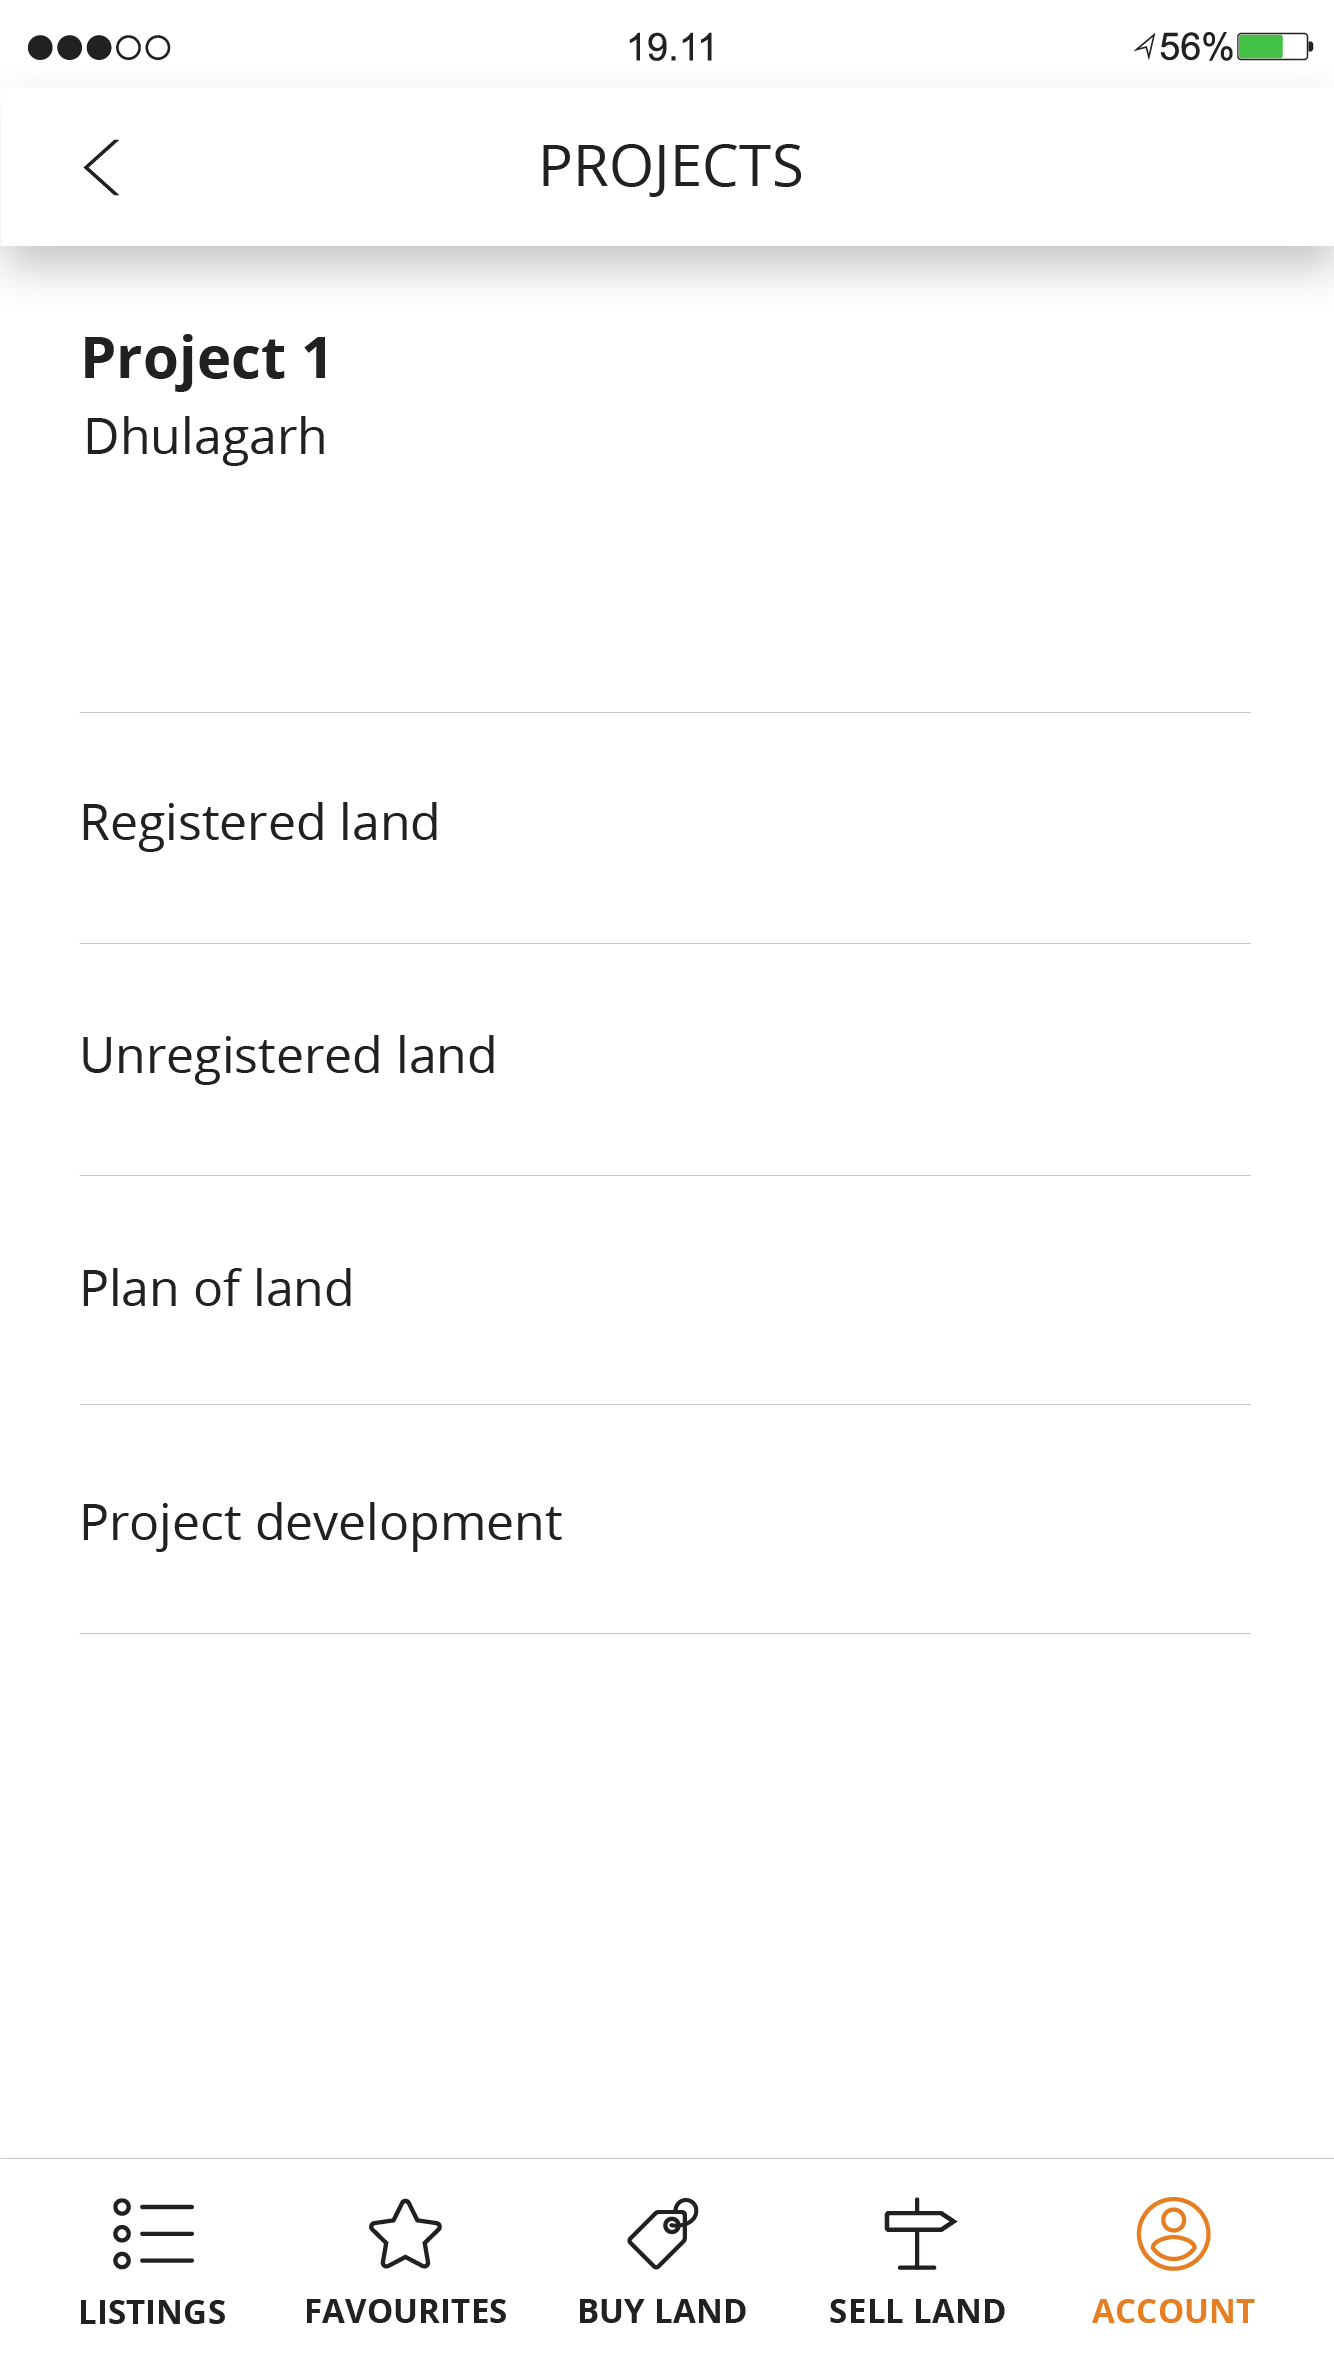 19.11
56%
PROJECTS
Project 1
Dhulagarh
Registered land
Unregistered land
Plan of land
Project development
LISTINGS
FAVOURITES
BUY LAND
SELL LAND
ACCOUNT